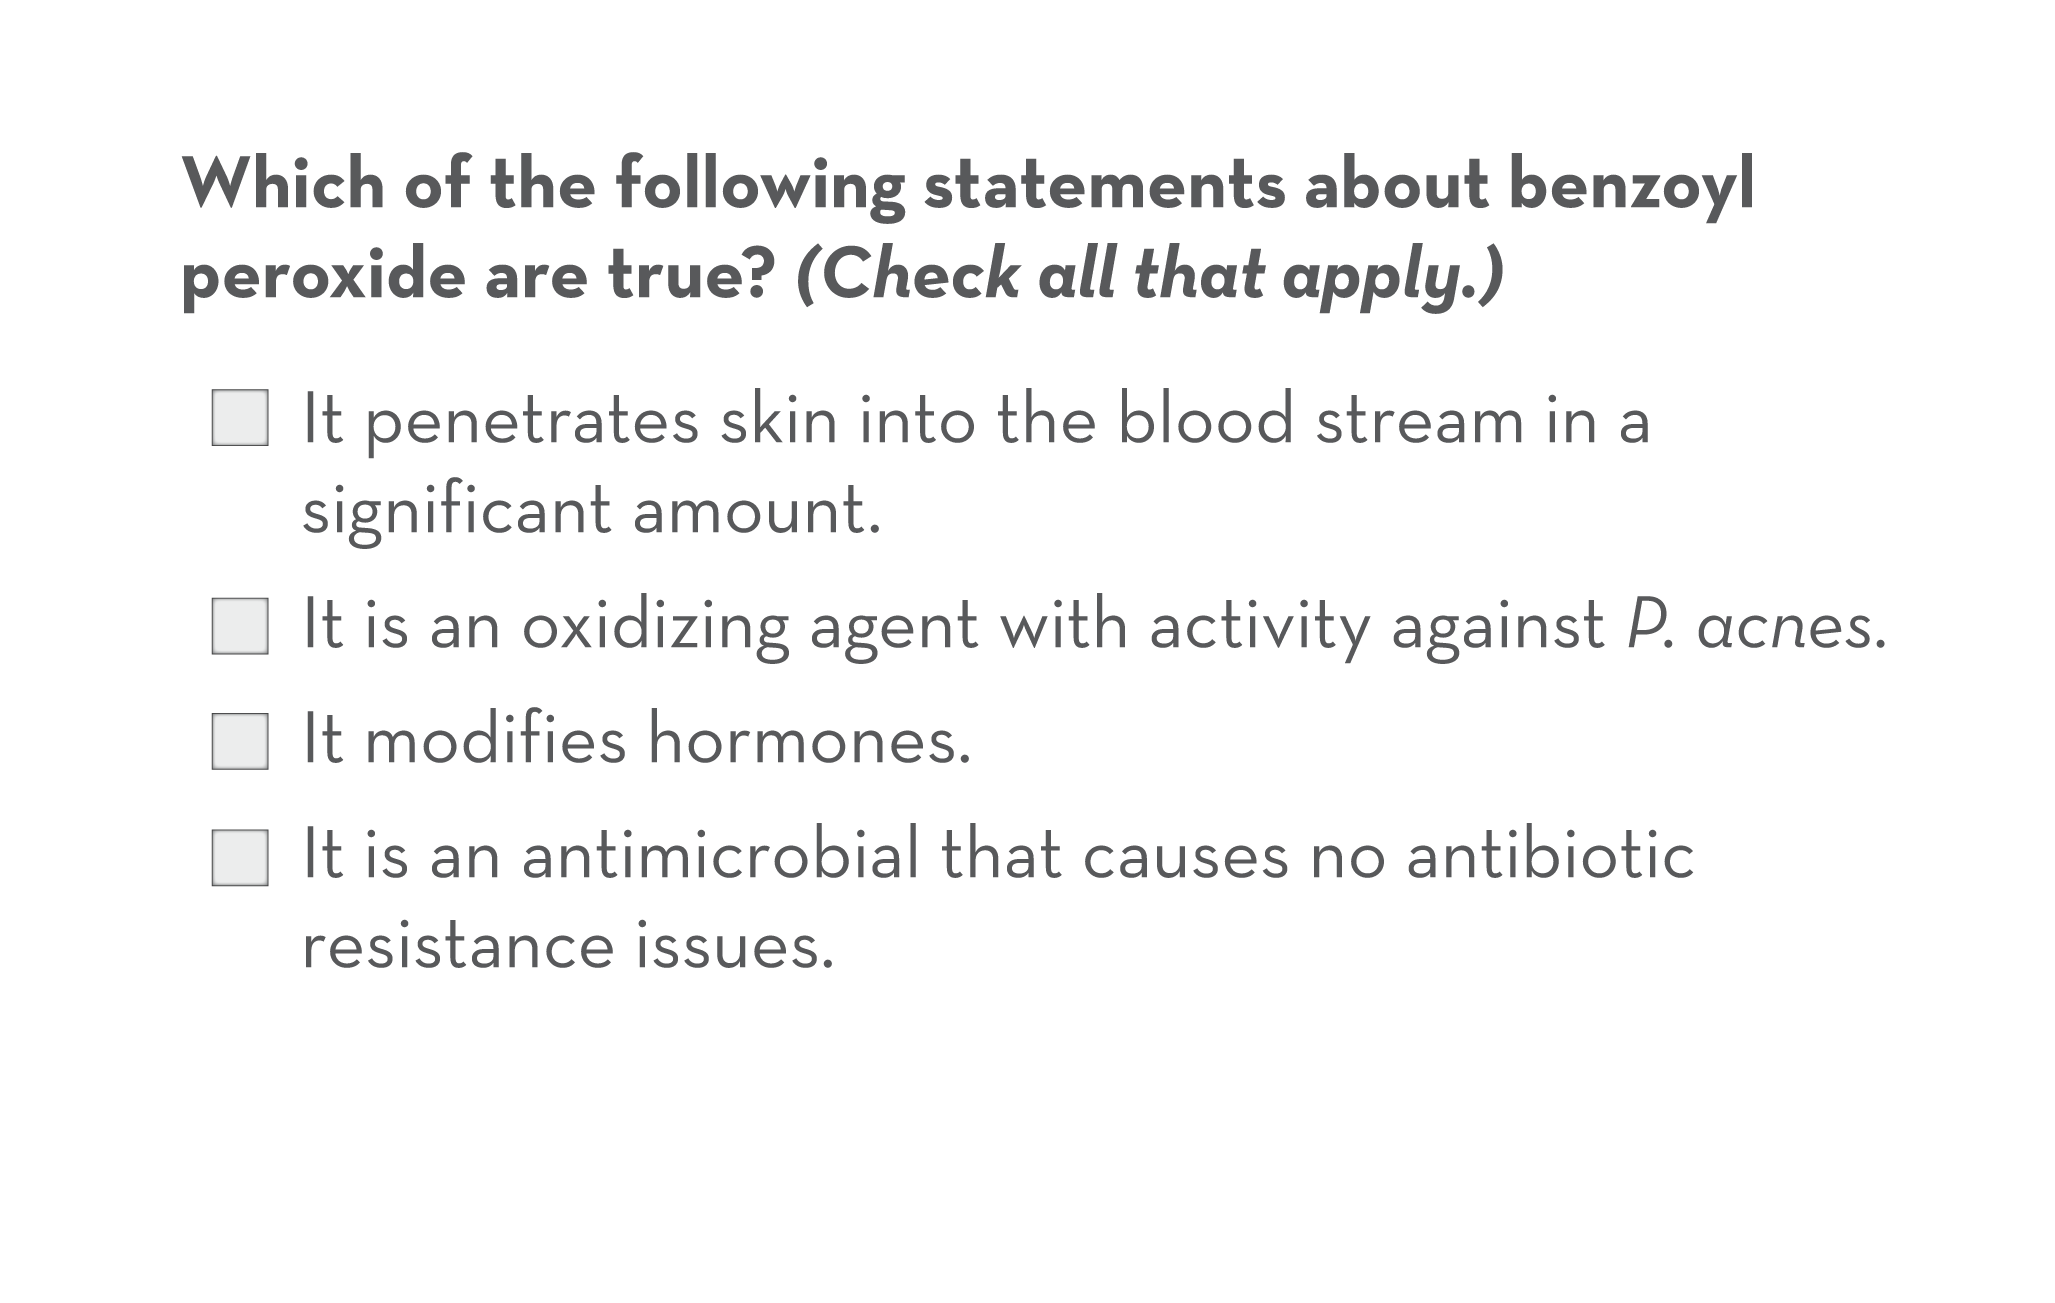 Which of the following statements about benzoyl
peroxide are true? (Check all that apply.)
It penetrates skin into the blood stream in a
significant amount.
It is an oxidizing agent with activity against P. acnes.
It modifies hormones.
It is an antimicrobial that causes no antibiotic
resistance issues.